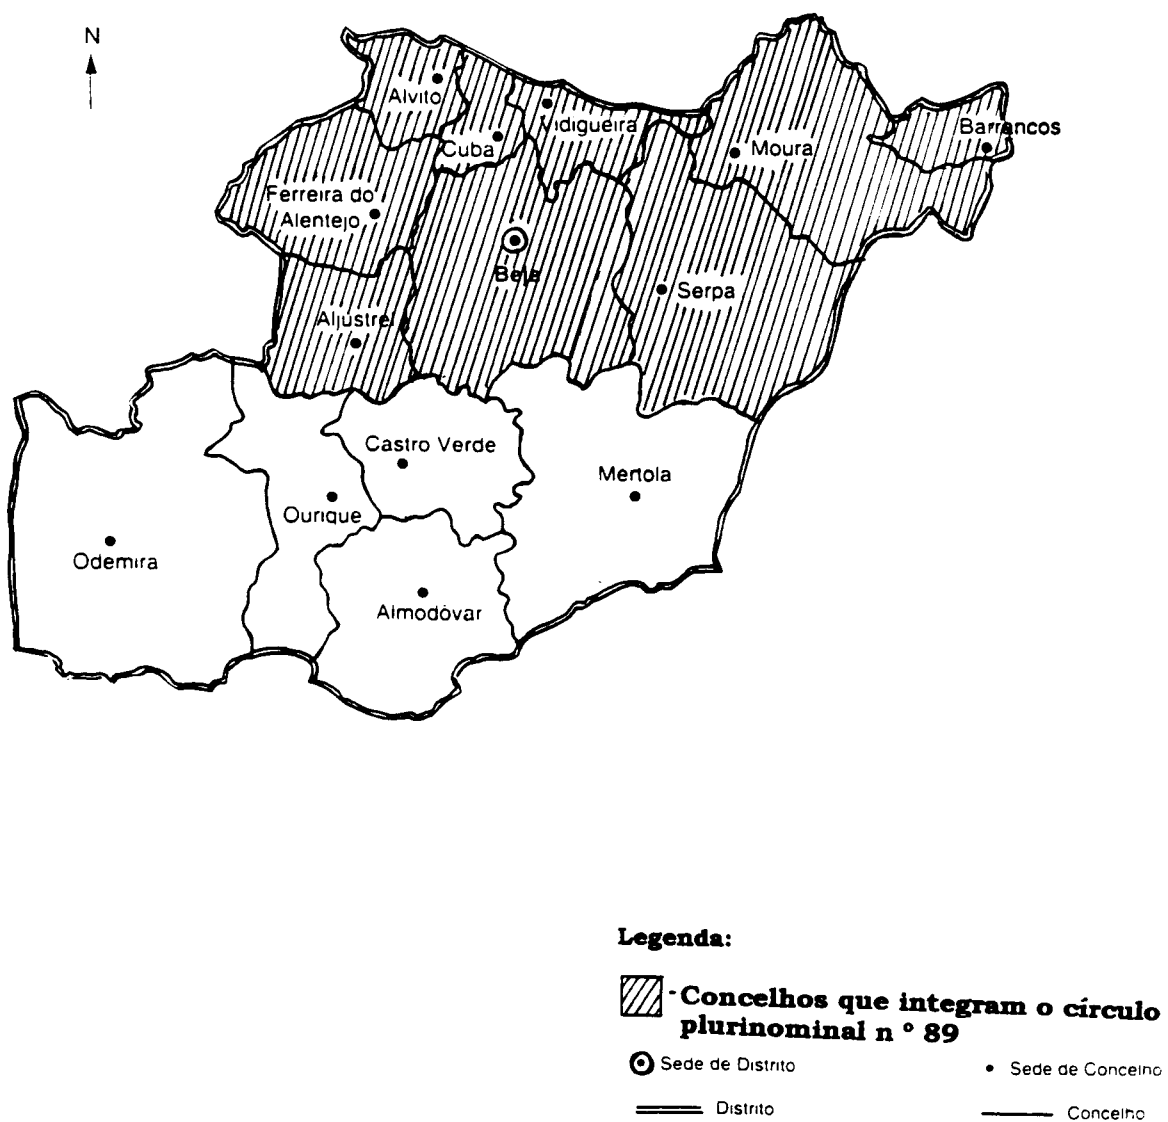 N
Alvito
Cuba
Vidigueira
Moura
Barrancos
Ferreira do
Alentejo
Beja
Serpa
Aljustrel
Castro Verde
Mertola
Ourique
Odemira
Almodóvar
Legenda:
- Concelhos que integram o círculo
plurinominal n º 89
Sede de Distrito
Sede de Concelho
Distrito
Concelho